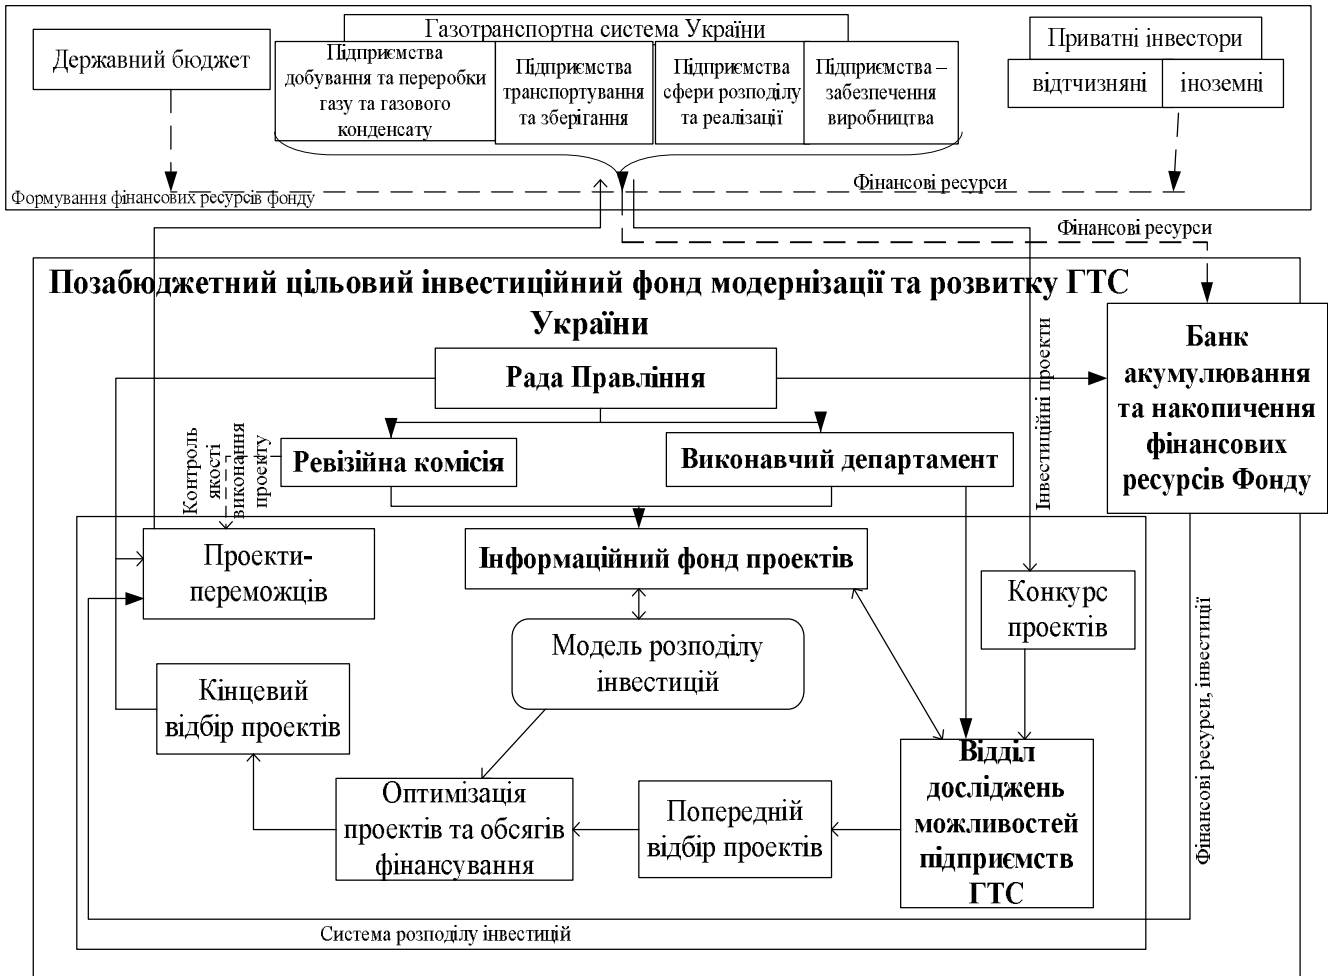 Газотранспортна система України
Державний бюджет
Підприємства
добування та переробки
газу та газового
конденсату
Підприємства
транспортування
та зберігання
Підприємства
сфери розподілу
та реалізації
Підприємства –
забезпечення
виробництва
Приватні інвестори
відтчизняні
іноземні
Фінансові ресурси
Формування фінансових ресурсів фонду
Фінансові ресурси
Позабюджетний цільовий інвестиційний фонд модернізації та розвитку ГТС
України
Рада Правління
Банк
акумулювання
та накопичення
фінансових
ресурсів Фонду
Інвестиційні проекти
Контроль
якості
виконання
проекту
Ревізійна комісія
Виконавчий департамент
Проекти-
переможців
Інформаційний фонд проектів
Конкурс
проектів
Модель розподілу
інвестицій
Кінцевий
відбір проектів
Фінансові ресурси, інвестиції
Відділ
досліджень
можливостей
підприємств
ГТС
Оптимізація
проектів та обсягів
фінансування
Попередній
відбір проектів
Система розподілу інвестицій